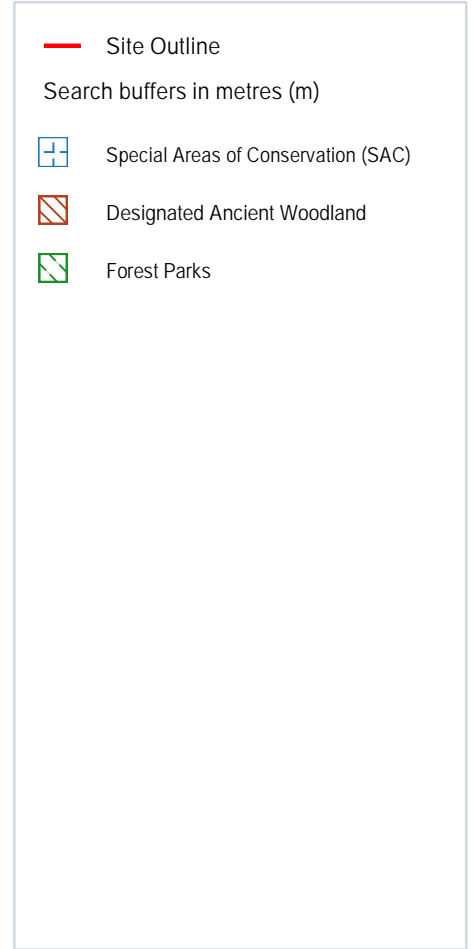 Site Outline
Search buffers in metres (m)
Special Areas of Conservation (SAC)
Designated Ancient Woodland
Forest Parks